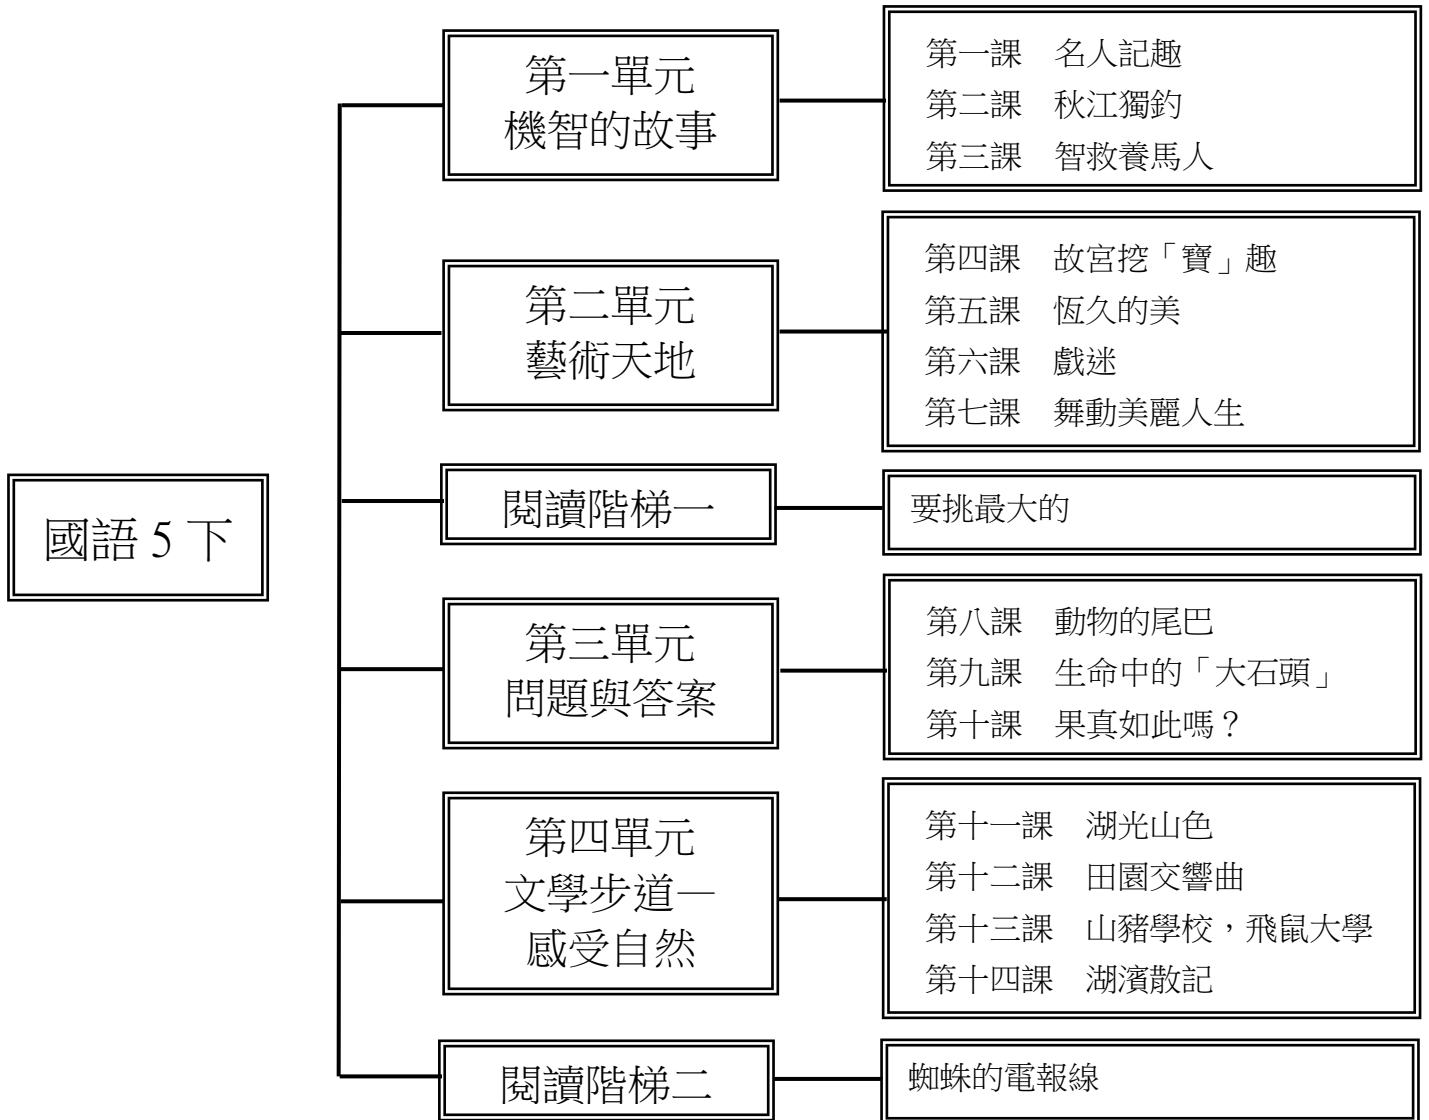 國語 5 下
第一單元
機智的故事
第一課　名人記趣
第二課　秋江獨釣
第三課　智救養馬人
第二單元
藝術天地
第四課　故宮挖「寶」趣
第五課　恆久的美
第六課　戲迷
第七課　舞動美麗人生
閱讀階梯一
要挑最大的
第三單元
問題與答案
第八課　動物的尾巴
第九課　生命中的「大石頭」
第十課　果真如此嗎？
第四單元
文學步道—
感受自然
第十一課　湖光山色
第十二課　田園交響曲
第十三課　山豬學校，飛鼠大學
第十四課　湖濱散記
閱讀階梯二
蜘蛛的電報線